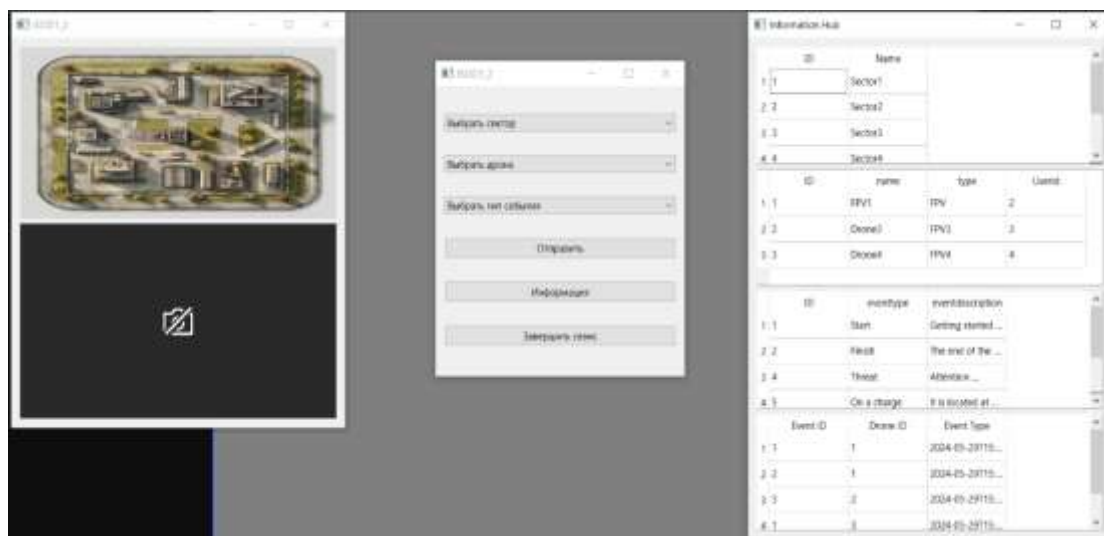 Information Hub
ID Name
1 1 Sector1
2 2 Sector2
3 3 Sector3
4 4 Sector4
ID name type UserId
1 1 FPV1 FPV 2
2 2 Drone3 FPV3 3
3 3 Drone4 FPV4 4
ID eventtype eventdiscription
1 1 Start Getting started ...
2 2 Finish The end of the ...
3 4 Threat Attention ...
4 5 On a charge It is located at ...
Event ID Drone ID Event Type
1 1 1 2024-05-29T15...
2 2 1 2024-05-29T15...
3 3 2 2024-05-29T15...
4 1 3 2024-05-29T15...
Выбрать сектор
Выбрать дрона
Выбрать тип события
Отправить
Информация
Завершить сеанс